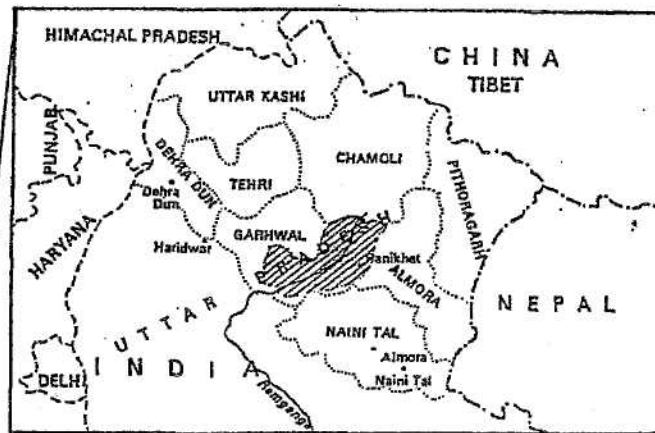 HIMACHAL PRADESH
CHINA
TIBET
UTTAR KASHI
PUNJAB
DEHRA DUN
CHAMOLI
PITHORAGARH
Dehra Dun
TEHRI
HARYANA
Haridwar
GARHWAL
PRADESH
Ranikhet
ALMORA
NEPAL
UTTAR
NAINI TAL
INDIA
Almora
DELHI
Naini Tal
Ramganga